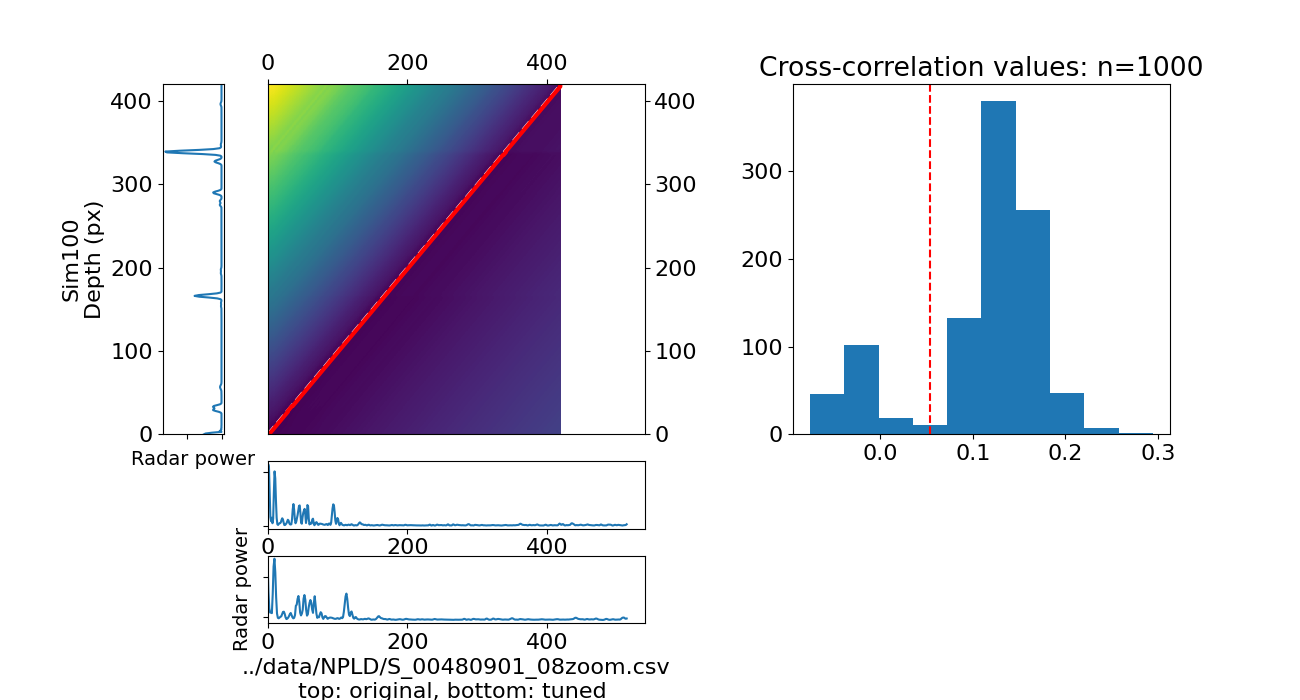 0 200 400
Cross-correlation values: n=1000
400
300
200
100
0
Sim100
Depth (px)
Radar power
400
300
200
100
0
300
200
100
0
0.0 0.1 0.2 0.3
0 200 400
Radar power
0 200 400
../data/NPLD/S_00480901_08zoom.csv
top: original, bottom: tuned